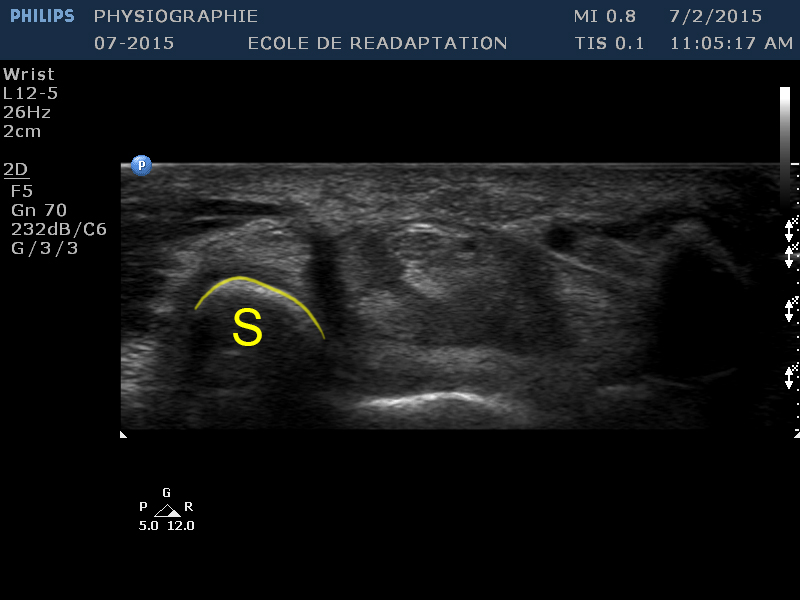 PHILIPS PHYSIOGRAPHIE MI 0.8 7/2/2015
07-2015 ECOLE DE READAPTATION TIS 0.1 11:05:17 AM
Wrist
L12-5
26Hz
2cm
2D
F5
Gn 70
232dB/C6
G/3/3
P
S
G
P R
5.0 12.0